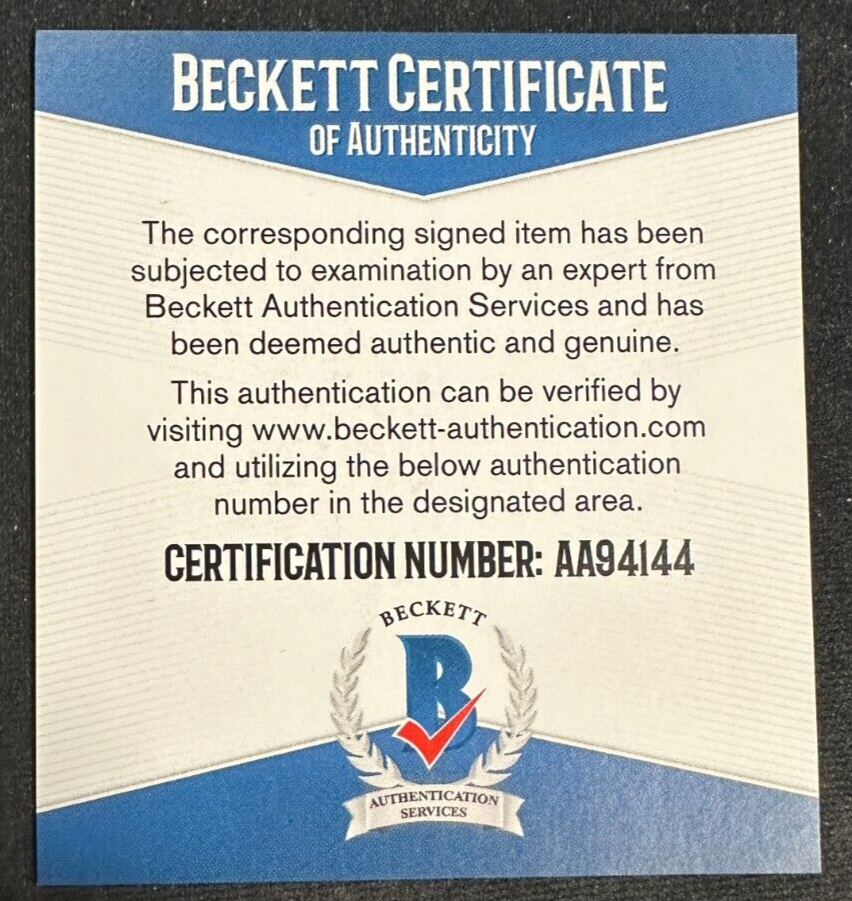 BECKETT CERTIFICATE
OF AUTHENTICITY
The corresponding signed item has been
subjected to examination by an expert from
Beckett Authentication Services and has
been deemed authentic and genuine.
This authentication can be verified by
visiting www.beckett-authentication.com
and utilizing the below authentication
number in the designated area.
CERTIFICATION NUMBER: AA94144
BECKETT
B
AUTHENTICATION
SERVICES